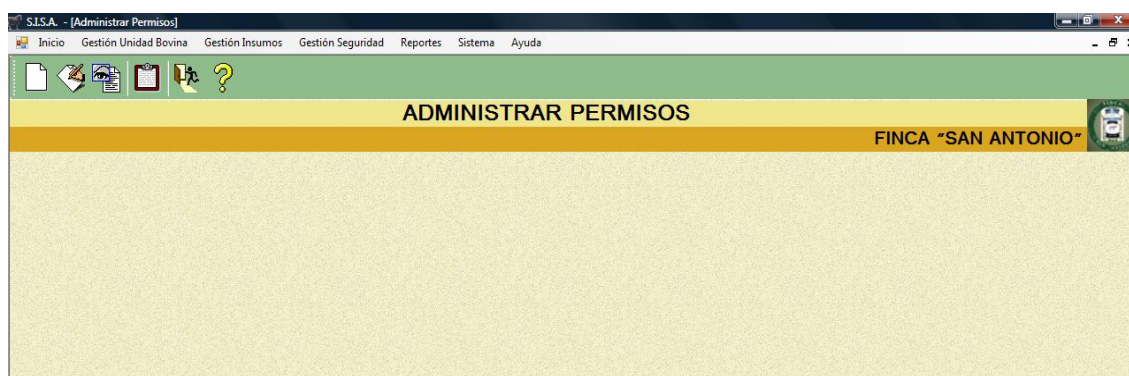 S.I.S.A. - [Administrar Permisos]
Inicio Gestión Unidad Bovina Gestión Insumos Gestión Seguridad Reportes Sistema Ayuda
ADMINISTRAR PERMISOS
FINCA "SAN ANTONIO"